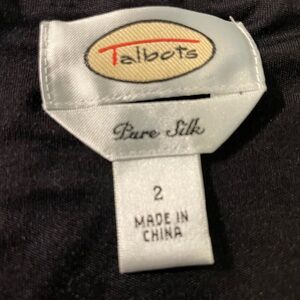 Talbots
Pure Silk
2
MADE IN
CHINA